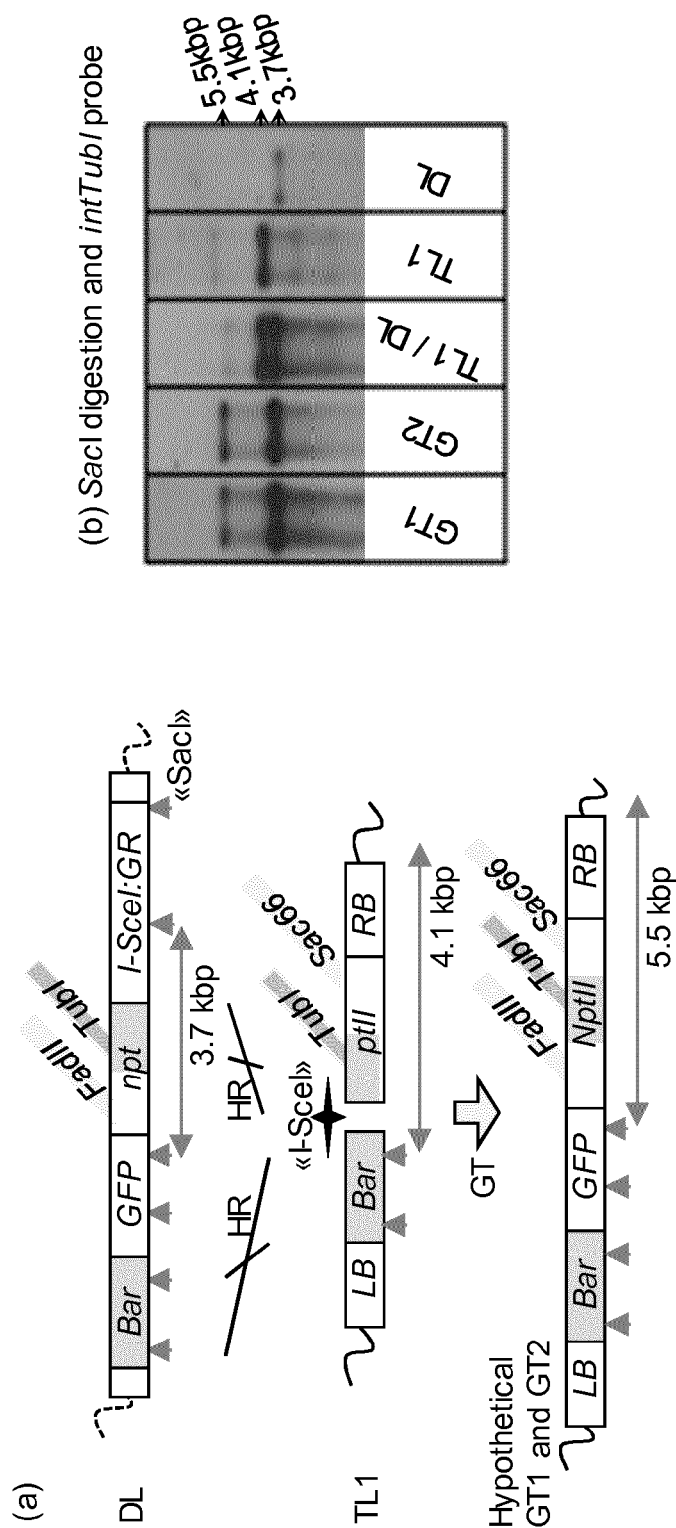 (a)
DL
Bar GFP npt I-SceI:GR
FadII TubI
«SacI»
3.7 kbp
HR HR
«I-SceI»
TL1
LB Bar ptII RB
TubI Sac66
4.1 kbp
GT
Hypothetical
GT1 and GT2
LB Bar GFP NptII RB
FadII TubI Sac66
5.5 kbp
(b) SacI digestion and intTubI probe
GT1 GT2 TL1 / DL TL1 DL
5.5kbp
4.1kbp
3.7kbp